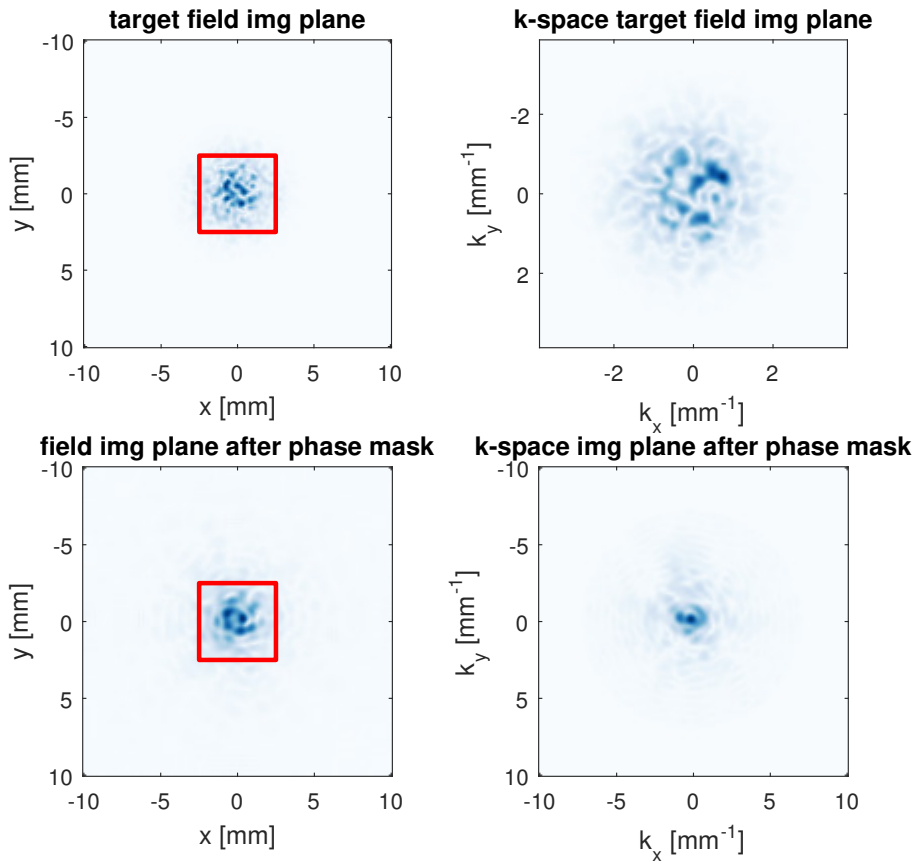 target field img plane
k-space target field img plane
-10
-5
0
5
10
y [mm]
-10 -5 0 5 10
x [mm]
-2
0
2
k_y [mm^-1]
-2 0 2
k_x [mm^-1]
field img plane after phase mask
k-space img plane after phase mask
-10
-5
0
5
10
y [mm]
-10 -5 0 5 10
x [mm]
-10
-5
0
5
10
k_y [mm^-1]
-10 -5 0 5 10
k_x [mm^-1]